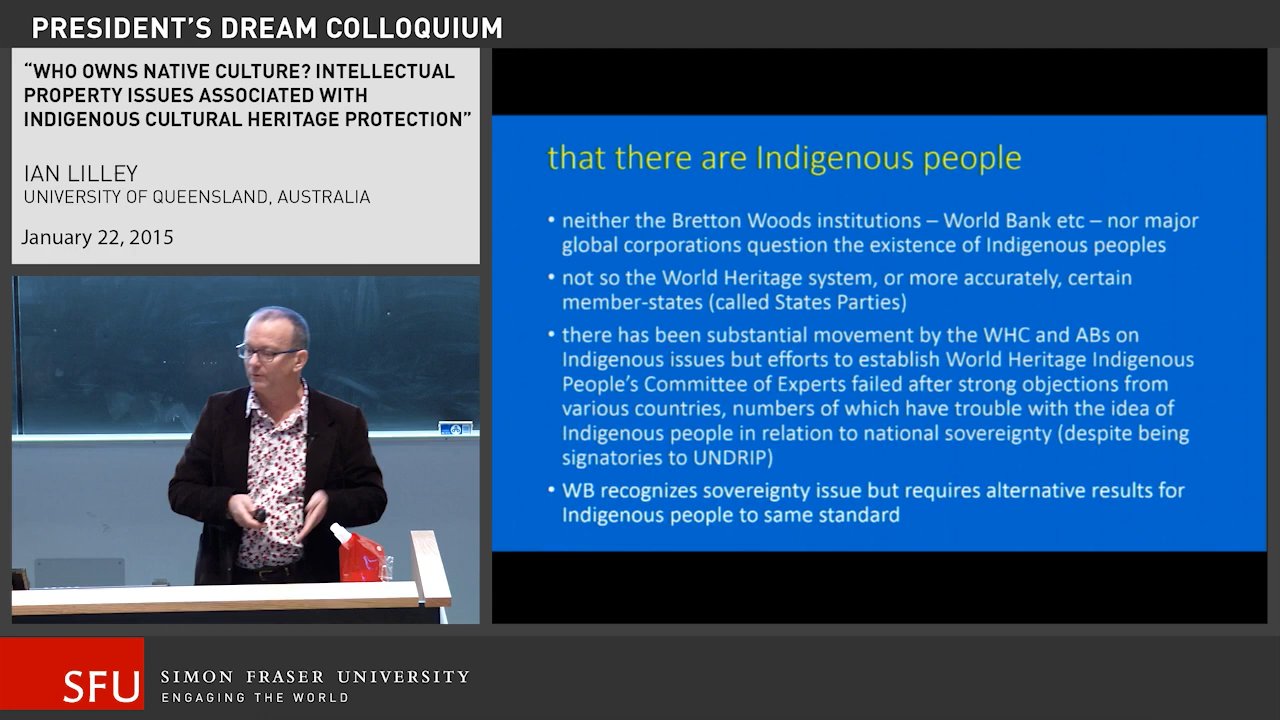 PRESIDENT'S DREAM COLLOQUIUM
“WHO OWNS NATIVE CULTURE? INTELLECTUAL
PROPERTY ISSUES ASSOCIATED WITH
INDIGENOUS CULTURAL HERITAGE PROTECTION”
IAN LILLEY
UNIVERSITY OF QUEENSLAND, AUSTRALIA
January 22, 2015
that there are Indigenous people
• neither the Bretton Woods institutions – World Bank etc – nor major
global corporations question the existence of Indigenous peoples
• not so the World Heritage system, or more accurately, certain
member-states (called States Parties)
• there has been substantial movement by the WHC and ABs on
Indigenous issues but efforts to establish World Heritage Indigenous
People's Committee of Experts failed after strong objections from
various countries, numbers of which have trouble with the idea of
Indigenous people in relation to national sovereignty (despite being
signatories to UNDRIP)
• WB recognizes sovereignty issue but requires alternative results for
Indigenous people to same standard
SFU
SIMON FRASER UNIVERSITY
ENGAGING THE WORLD